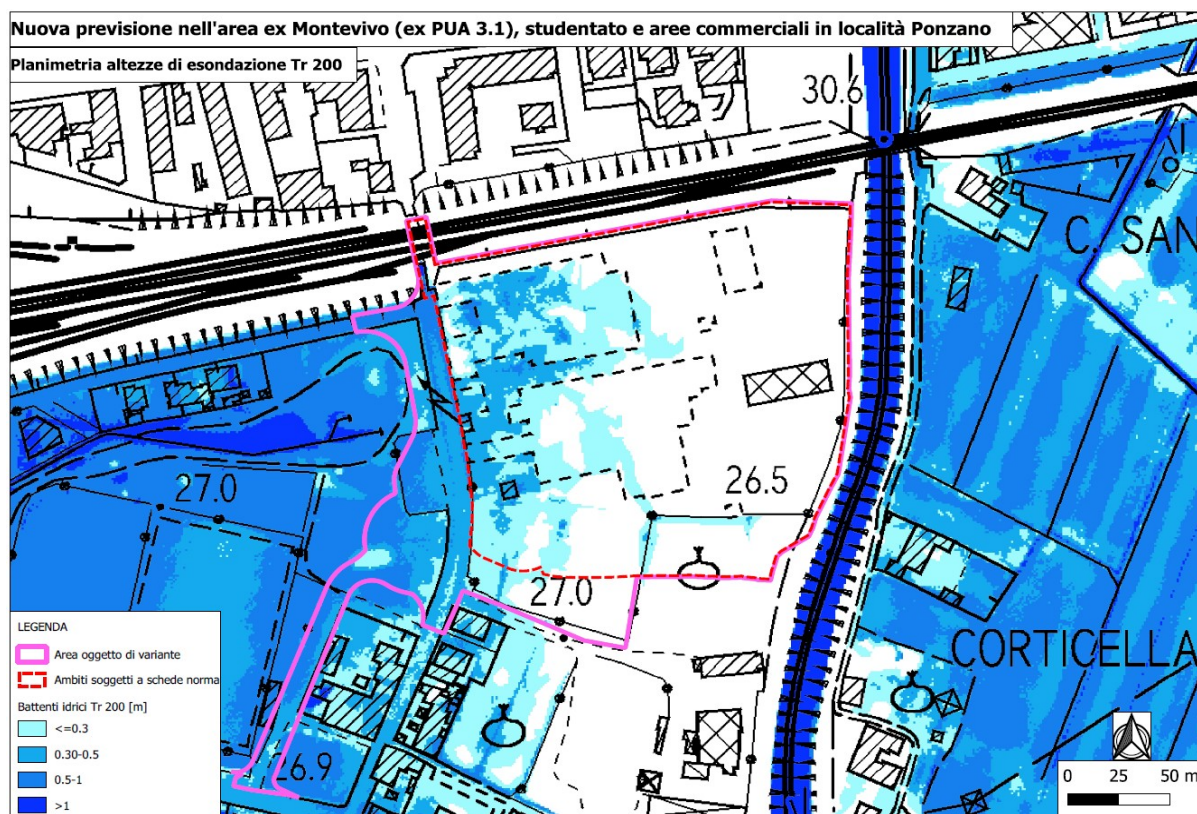 Nuova previsione nell'area ex Montevivo (ex PUA 3.1), studentato e aree commerciali in località Ponzano
Planimetria altezze di esondazione Tr 200
30.6
C. SAN
27.0
26.5
27.0
CORTICELLA
26.9
LEGENDA
Area oggetto di variante
Ambiti soggetti a schede norma
Battenti idrici Tr 200 [m]
<=0.3
0.30-0.5
0.5-1
>1
0 25 50 m